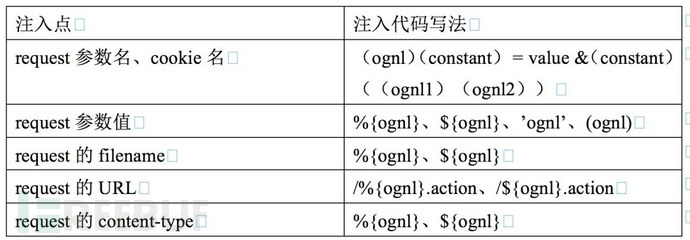 注入点 注入代码写法
request 参数名、cookie 名 （ognl）（constant）= value &（constant）
（（ognl1）（ognl2））
request 参数值 %{ognl}、${ognl}、’ognl’、(ognl)
request 的 filename %{ognl}、${ognl}
request 的 URL /%{ognl}.action、/${ognl}.action
request 的 content-type %{ognl}、${ognl}
REEBUF